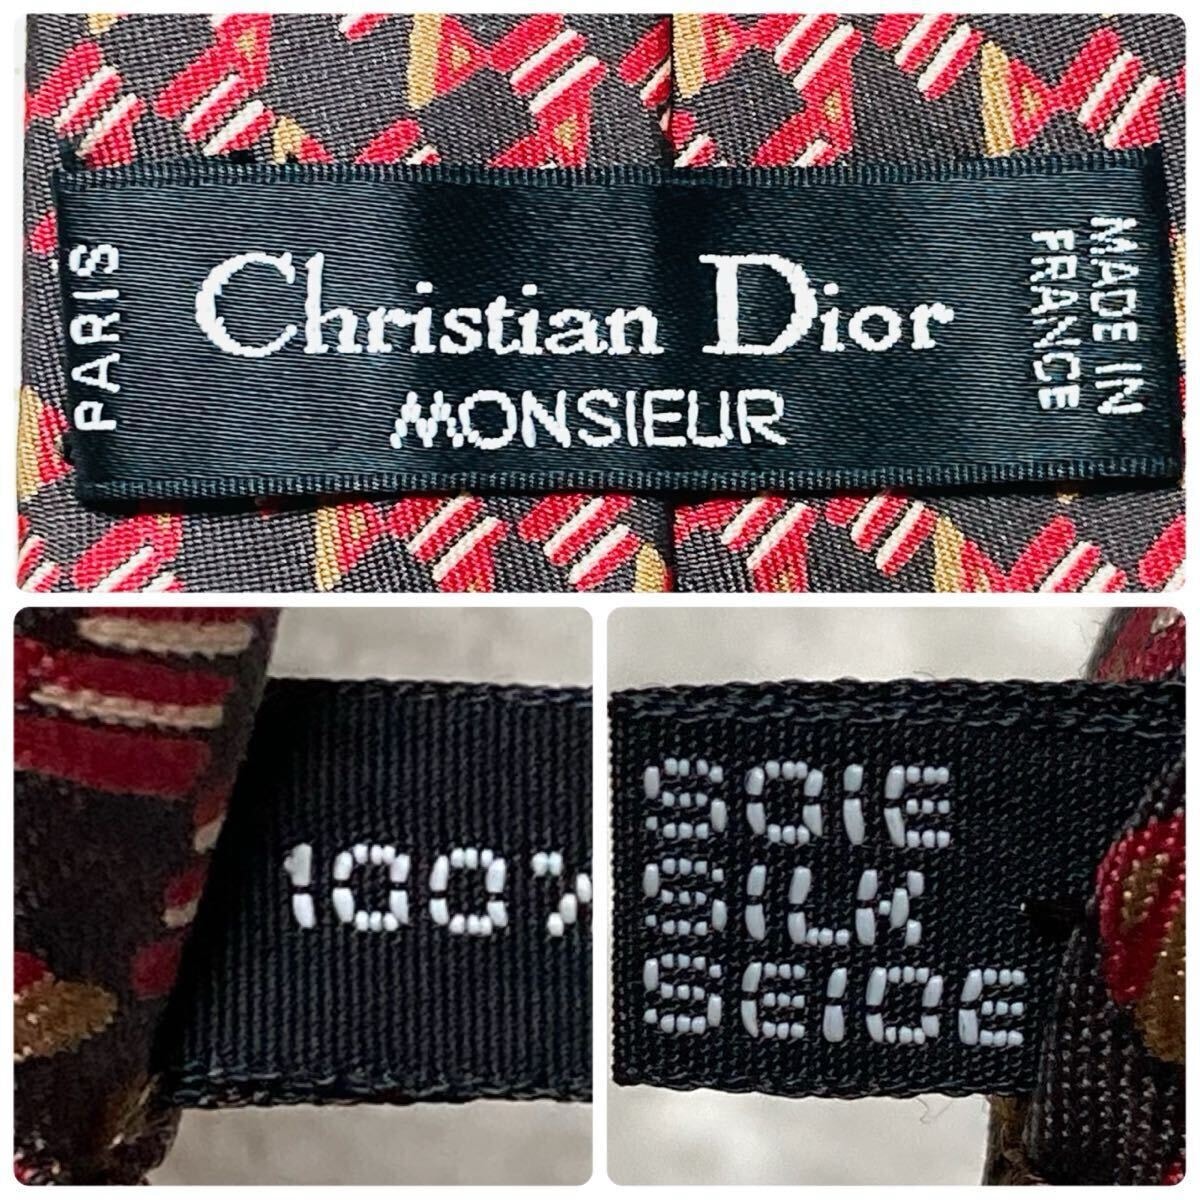 PARIS
Christian Dior
MONSIEUR
MADE IN
FRANCE
100%
SOIE
SILK
SEIDE